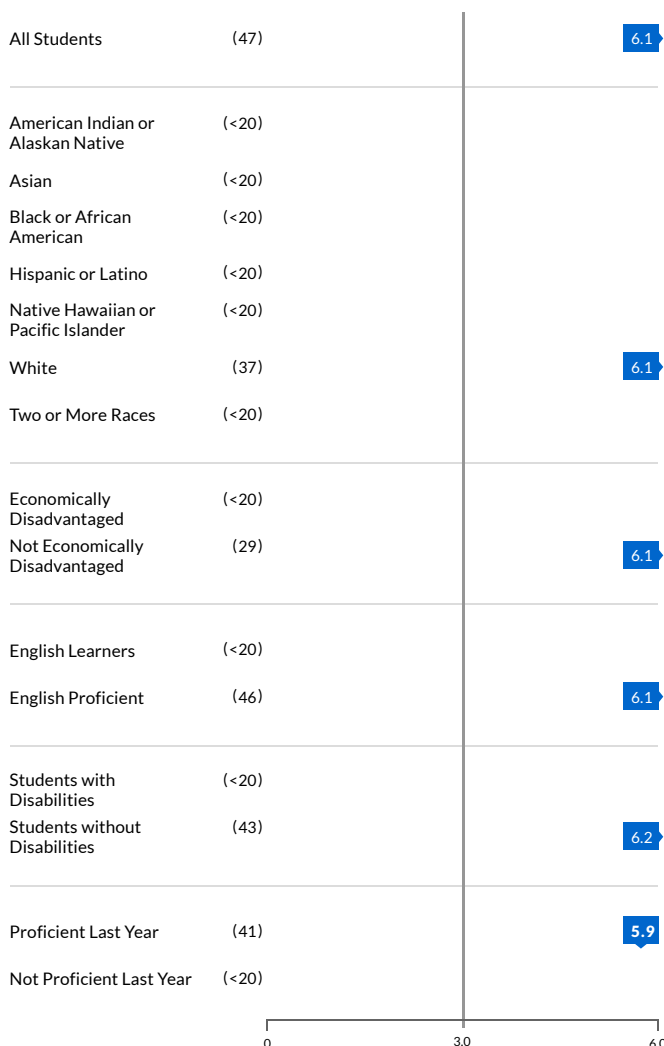 All Students (47) 6.1
American Indian or (<20)
Alaskan Native
Asian (<20)
Black or African (<20)
American
Hispanic or Latino (<20)
Native Hawaiian or (<20)
Pacific Islander
White (37) 6.1
Two or More Races (<20)
Economically (<20)
Disadvantaged
Not Economically (29) 6.1
Disadvantaged
English Learners (<20)
English Proficient (46) 6.1
Students with (<20)
Disabilities
Students without (43) 6.2
Disabilities
Proficient Last Year (41) 5.9
Not Proficient Last Year (<20)
0 3.0 6.0